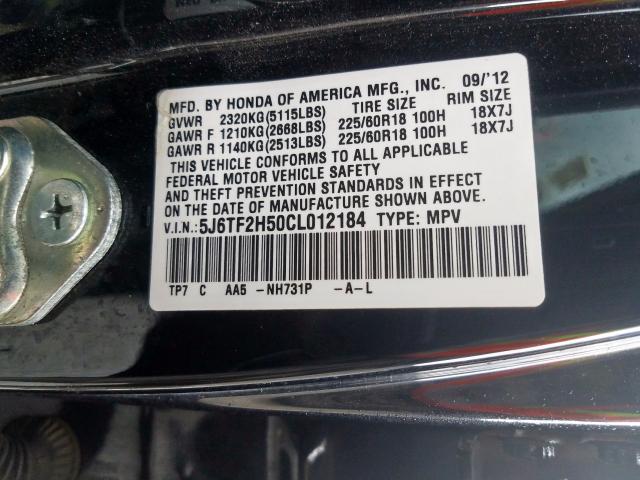 MFD. BY HONDA OF AMERICA MFG., INC. 09/'12
GVWR 2320KG(5115LBS) TIRE SIZE RIM SIZE
GAWR F 1210KG(2668LBS) 225/60R18 100H 18X7J
GAWR R 1140KG(2513LBS) 225/60R18 100H 18X7J
THIS VEHICLE CONFORMS TO ALL APPLICABLE
FEDERAL MOTOR VEHICLE SAFETY
AND THEFT PREVENTION STANDARDS IN EFFECT
ON THE DATE OF MANUFACTURE SHOWN ABOVE.
V.I.N.: 5J6TF2H50CL012184 TYPE: MPV
TP7 C AA5 -NH731P -A-L